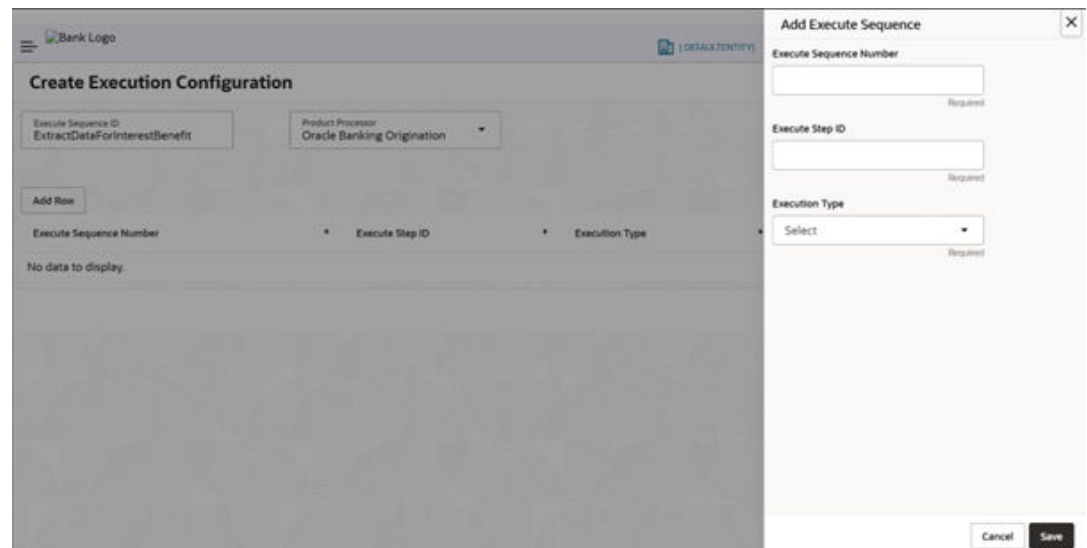 Bank Logo
( DEFAULTENTITY)
Create Execution Configuration
Execute Sequence ID
ExtractDataForInterestBenefit
Product Processor
Oracle Banking Origination
Add Row
Execute Sequence Number
Execute Step ID
Execution Type
No data to display.
Add Execute Sequence
Execute Sequence Number
Required
Execute Step ID
Required
Execution Type
Select
Required
Cancel
Save